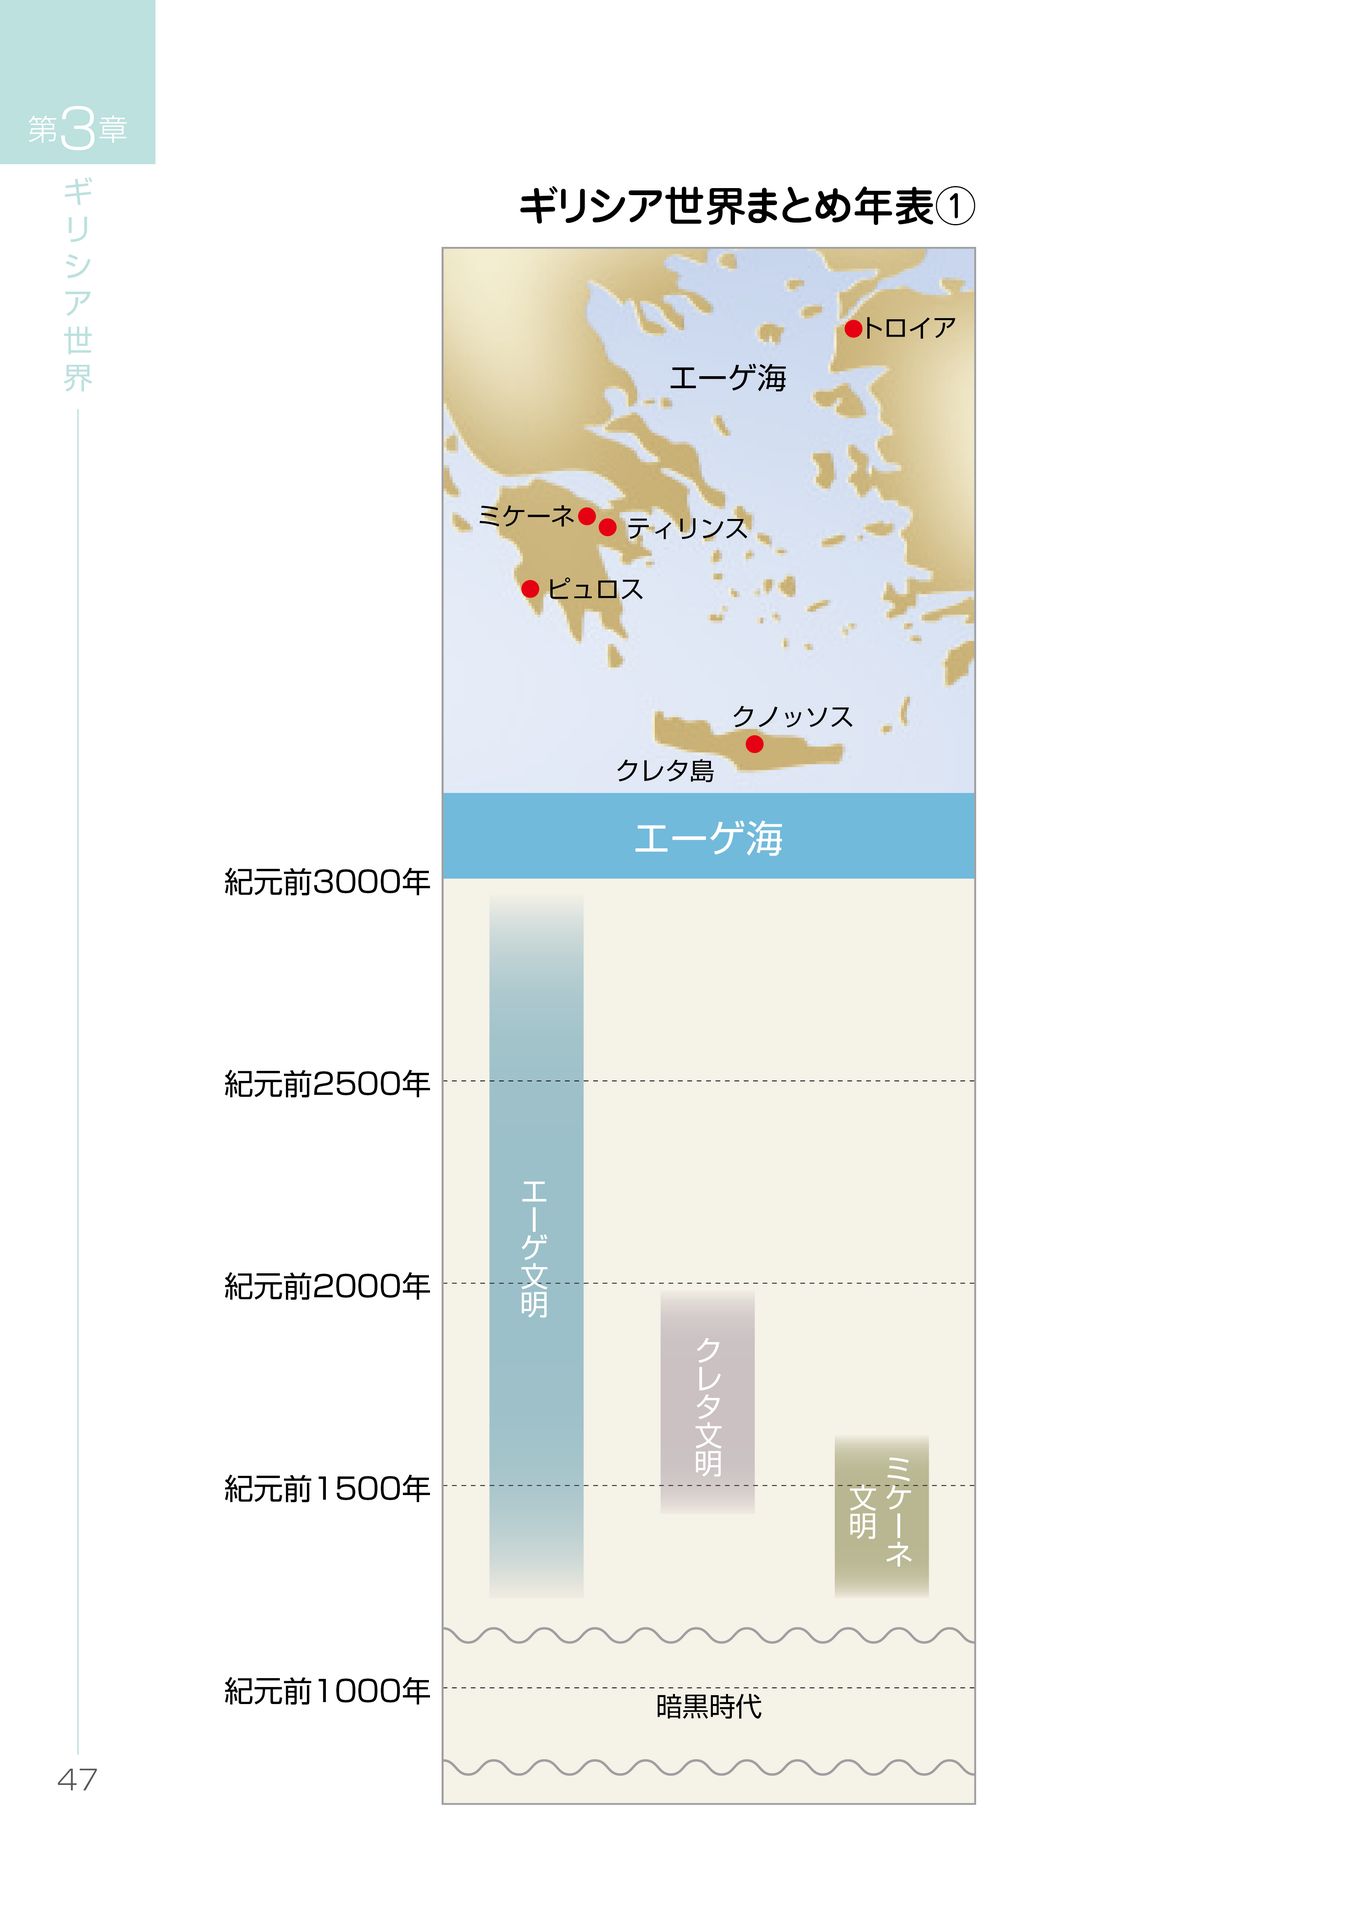 第3章
ギリシア世界
ギリシア世界まとめ年表①
トロイア
エーゲ海
ミケーネ
ティリンス
ピュロス
クノッソス
クレタ島
エーゲ海
紀元前3000年
紀元前2500年
エーゲ文明
紀元前2000年
クレタ文明
紀元前1500年
ミケーネ
文明
紀元前1000年
暗黒時代
47